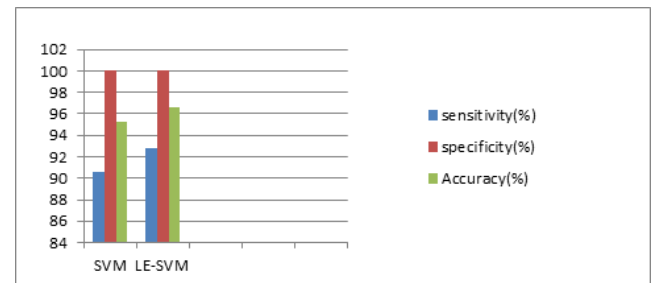 102
100
98
96
94
92
90
88
86
84
SVM LE-SVM
sensitivity(%)
specificity(%)
Accuracy(%)